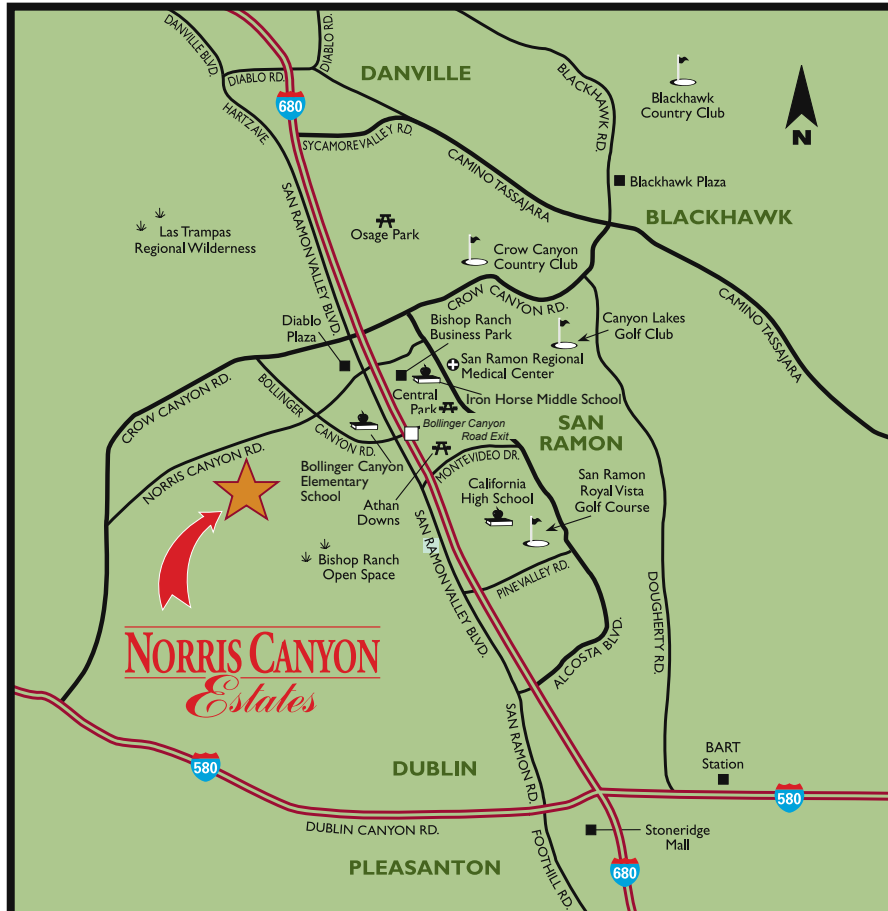 DANVILLE BLVD.
DIABLO RD.
DIABLO RD.
680
HARTZ AVE
DANVILLE
BLACKHAWK RD.
Blackhawk
Country Club
N
SYCAMORE VALLEY RD.
CAMINO TASSAJARA
Blackhawk Plaza
BLACKHAWK
Las Trampas
Regional Wilderness
SAN RAMON VALLEY BLVD.
Osage Park
Crow Canyon
Country Club
CROW CANYON RD.
CAMINO TASSAJARA
Diablo
Plaza
Bishop Ranch
Business Park
Canyon Lakes
Golf Club
San Ramon Regional
Medical Center
CROW CANYON RD.
BOLLINGER
CANYON RD.
Central
Park
Iron Horse Middle School
Bollinger Canyon
Road Exit
SAN
RAMON
NORRIS CANYON RD.
Bollinger Canyon
Elementary
School
MONTEVIDEO DR.
Athan
Downs
California
High School
San Ramon
Royal Vista
Golf Course
Bishop Ranch
Open Space
SAN RAMON VALLEY BLVD.
PINEVALLEY RD.
DOUGHERTY RD.
ALCOSTA BLVD.
NORRIS CANYON
Estates
SAN RAMON RD.
580
DUBLIN
BART
Station
580
DUBLIN CANYON RD.
FOOTHILL RD.
Stoneridge
Mall
PLEASANTON
680